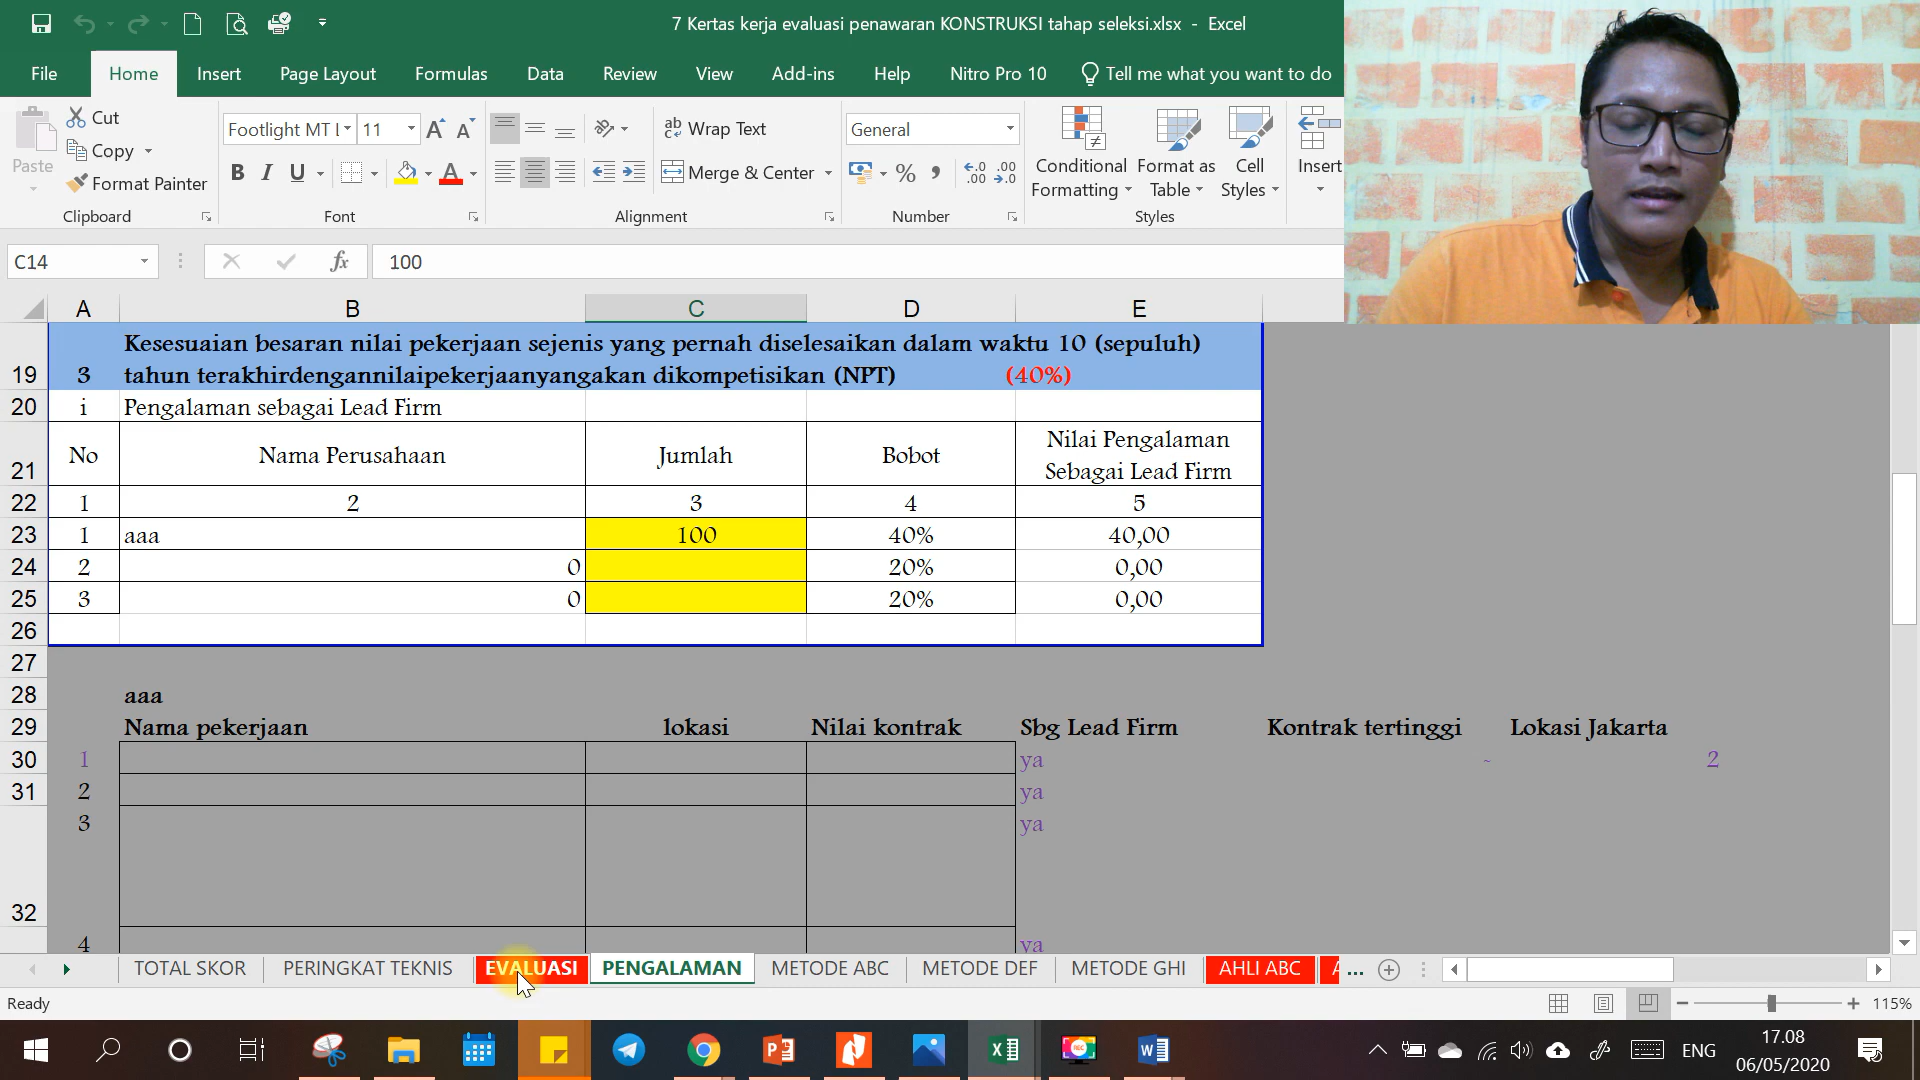 7 Kertas kerja evaluasi penawaran KONSTRUKSI tahap seleksi.xlsx - Excel
File Home Insert Page Layout Formulas Data Review View Add-ins Help Nitro Pro 10 Tell me what you want to do
Paste
Cut
Copy
Format Painter
Clipboard
Footlight MT 11
B I U
Font
Wrap Text
Merge & Center
Alignment
General
Number
Conditional Formatting
Format as Table
Cell Styles
Styles
Insert
C14 fx 100
A B C D E
19 3 Kesesuaian besaran nilai pekerjaan sejenis yang pernah diselesaikan dalam waktu 10 (sepuluh)
tahun terakhirdengannilaipekerjaanyangakan dikompetisikan (NPT) (40%)
20 i Pengalaman sebagai Lead Firm
21 No Nama Perusahaan Jumlah Bobot Nilai Pengalaman Sebagai Lead Firm
22 1 2 3 4 5
23 1 aaa 100 40% 40,00
24 2 0 20% 0,00
25 3 0 20% 0,00
26
27
28 aaa
29 Nama pekerjaan lokasi Nilai kontrak Sbg Lead Firm Kontrak tertinggi Lokasi Jakarta
30 1 ya - 2
31 2 ya
32 3 ya
4 ya
TOTAL SKOR PERINGKAT TEKNIS EVALUASI PENGALAMAN METODE ABC METODE DEF METODE GHI AHLI ABC A ...
Ready 115%
ENG
17.08
06/05/2020